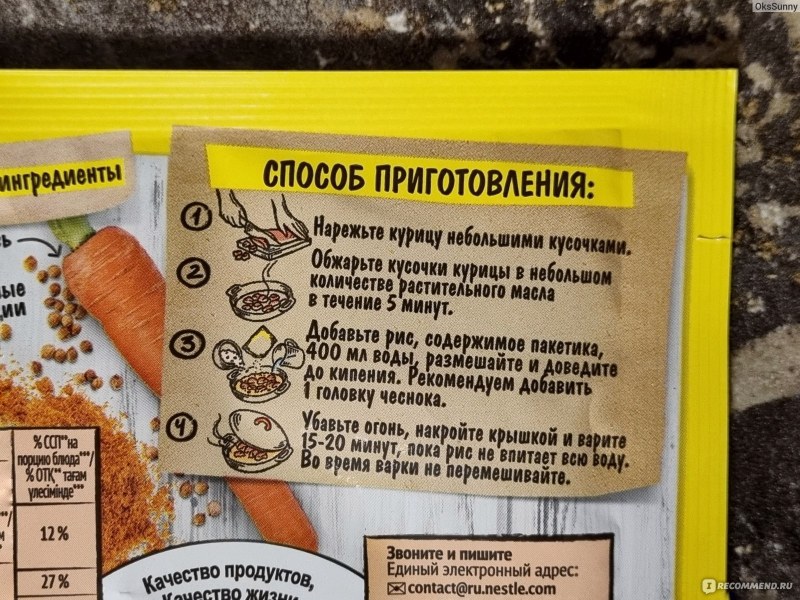 OksSunny
ингредиенты
СПОСОБ ПРИГОТОВЛЕНИЯ:
1
Нарежьте курицу небольшими кусочками.
2
Обжарьте кусочки курицы в небольшом
количестве растительного масла
в течение 5 минут.
3
Добавьте рис, содержимое пакетика,
400 мл воды, размешайте и доведите
до кипения. Рекомендуем добавить
1 головку чеснока.
4
Убавьте огонь, накройте крышкой и варите
15-20 минут, пока рис не впитает всю воду.
Во время варки не перемешивайте.
% ССП** на
порцию блюда***/
% ОТҚ** тағам
үлесімінде***
12 %
27 %
Качество продуктов,
Качество жизни
Звоните и пишите
Единый электронный адрес:
contact@ru.nestle.com
I RECOMMEND.RU